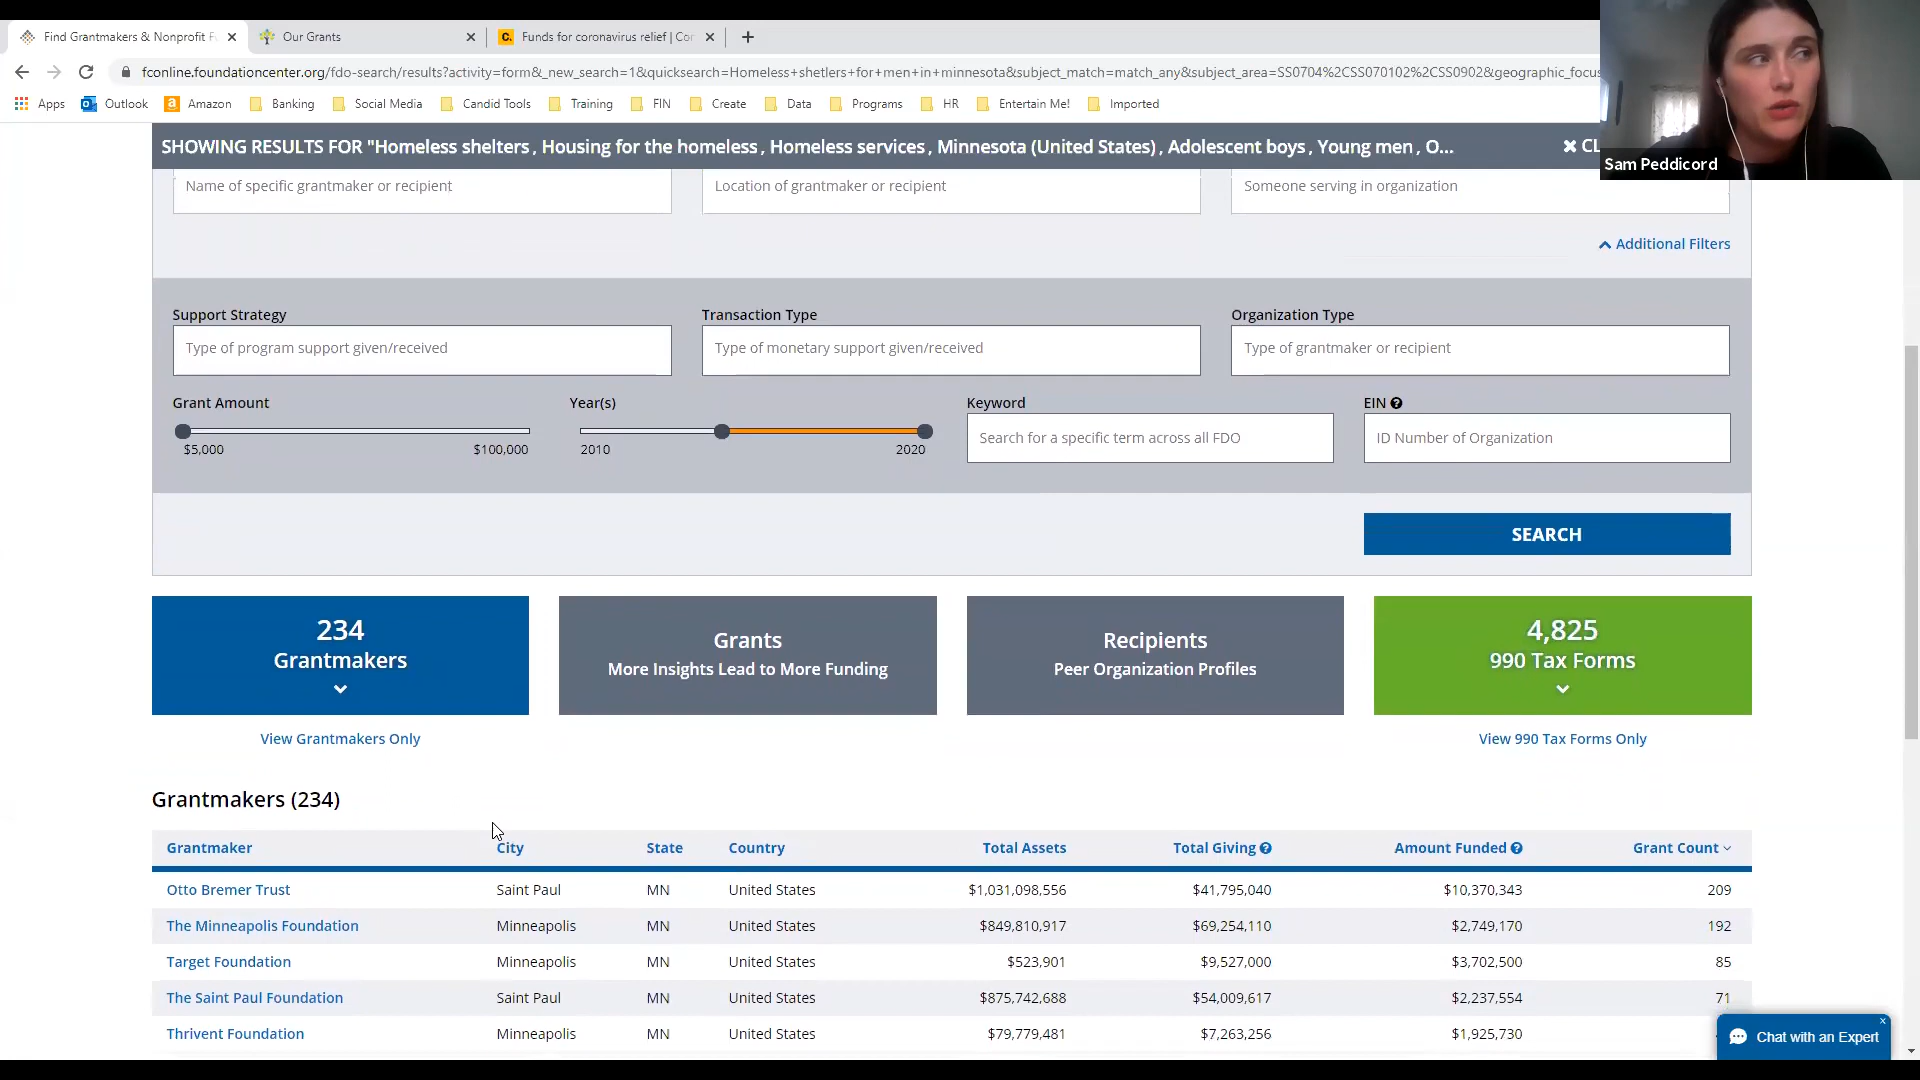 Find Grantmakers & Nonprofit F
Our Grants
Funds for coronavirus relief | Cor
fconline.foundationcenter.org/fdo-search/results?activity=form&_new_search=1&quicksearch=Homeless+shetlers+for+men+in+minnesota&subject_match=match_any&subject_area=SS0704%2CSS070102%2CSS0902&geographic_focus
Apps
Outlook
Amazon
Banking
Social Media
Candid Tools
Training
FIN
Create
Data
Programs
HR
Entertain Me!
Imported
Sam Peddicord
SHOWING RESULTS FOR "Homeless shelters , Housing for the homeless , Homeless services , Minnesota (United States) , Adolescent boys , Young men , O...
CL
Name of specific grantmaker or recipient
Location of grantmaker or recipient
Someone serving in organization
Additional Filters
Support Strategy
Transaction Type
Organization Type
Type of program support given/received
Type of monetary support given/received
Type of grantmaker or recipient
Grant Amount
Year(s)
Keyword
EIN
$5,000
$100,000
2010
2020
Search for a specific term across all FDO
ID Number of Organization
SEARCH
234
Grantmakers
Grants
More Insights Lead to More Funding
Recipients
Peer Organization Profiles
4,825
990 Tax Forms
View Grantmakers Only
View 990 Tax Forms Only
Grantmakers (234)
Grantmaker City State Country Total Assets Total Giving Amount Funded Grant Count
Otto Bremer Trust Saint Paul MN United States $1,031,098,556 $41,795,040 $10,370,343 209
The Minneapolis Foundation Minneapolis MN United States $849,810,917 $69,254,110 $2,749,170 192
Target Foundation Minneapolis MN United States $523,901 $9,527,000 $3,702,500 85
The Saint Paul Foundation Saint Paul MN United States $875,742,688 $54,009,617 $2,237,554 71
Thrivent Foundation Minneapolis MN United States $79,779,481 $7,263,256 $1,925,730
Chat with an Expert